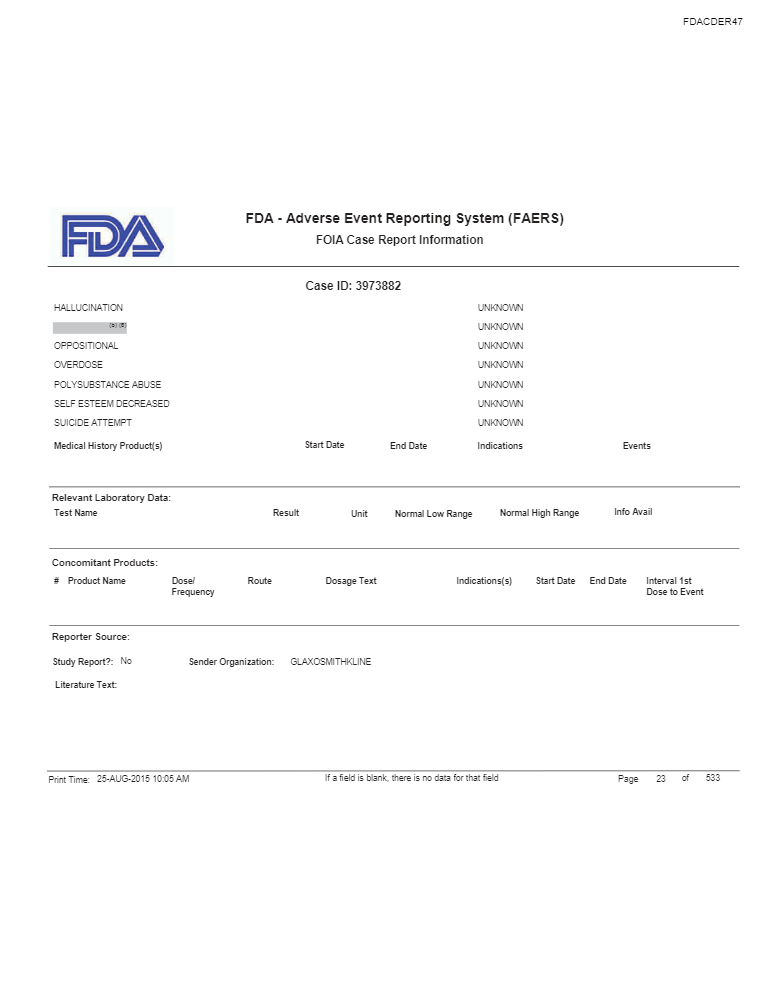 FDACDER47
FDA
FDA - Adverse Event Reporting System (FAERS)
FOIA Case Report Information
Case ID: 3973882
HALLUCINATION UNKNOWN
(b) (6) UNKNOWN
OPPOSITIONAL UNKNOWN
OVERDOSE UNKNOWN
POLYSUBSTANCE ABUSE UNKNOWN
SELF ESTEEM DECREASED UNKNOWN
SUICIDE ATTEMPT UNKNOWN
Medical History Product(s) Start Date End Date Indications Events
Relevant Laboratory Data:
Test Name Result Unit Normal Low Range Normal High Range Info Avail
Concomitant Products:
# Product Name Dose/ Route Dosage Text Indications(s) Start Date End Date Interval 1st
Frequency Dose to Event
Reporter Source:
Study Report?: No Sender Organization: GLAXOSMITHKLINE
Literature Text:
Print Time: 25-AUG-2015 10:05 AM If a field is blank, there is no data for that field Page 23 of 533